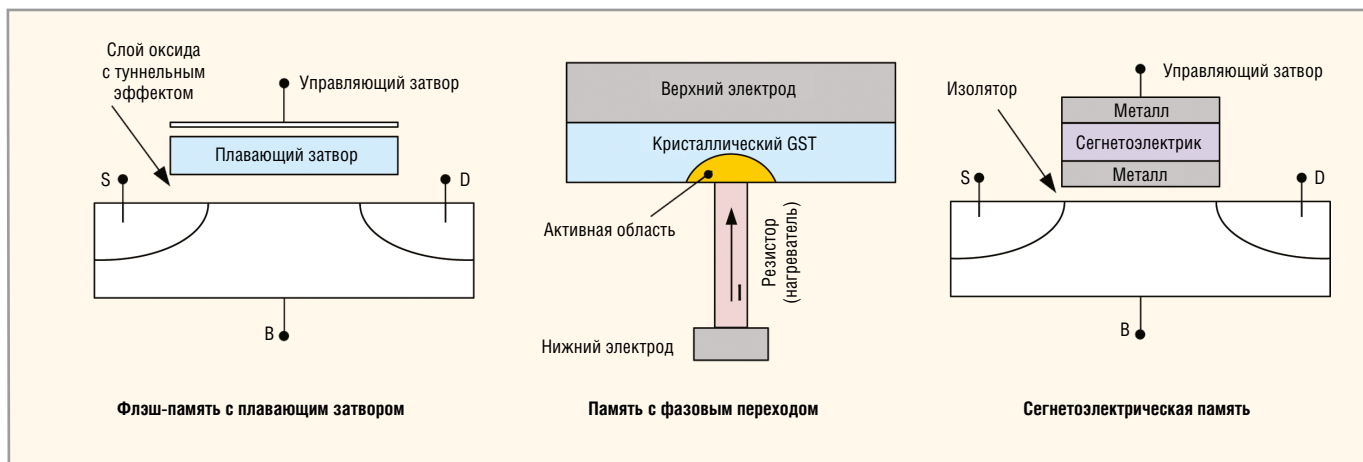 Слой оксида
с туннельным
эффектом
Управляющий затвор
Плавающий затвор
S
D
B
Флэш-память с плавающим затвором
Верхний электрод
Кристаллический GST
Активная область
I
Резистор
(нагреватель)
Нижний электрод
Память с фазовым переходом
Управляющий затвор
Изолятор
Металл
Сегнетоэлектрик
Металл
S
D
B
Сегнетоэлектрическая память